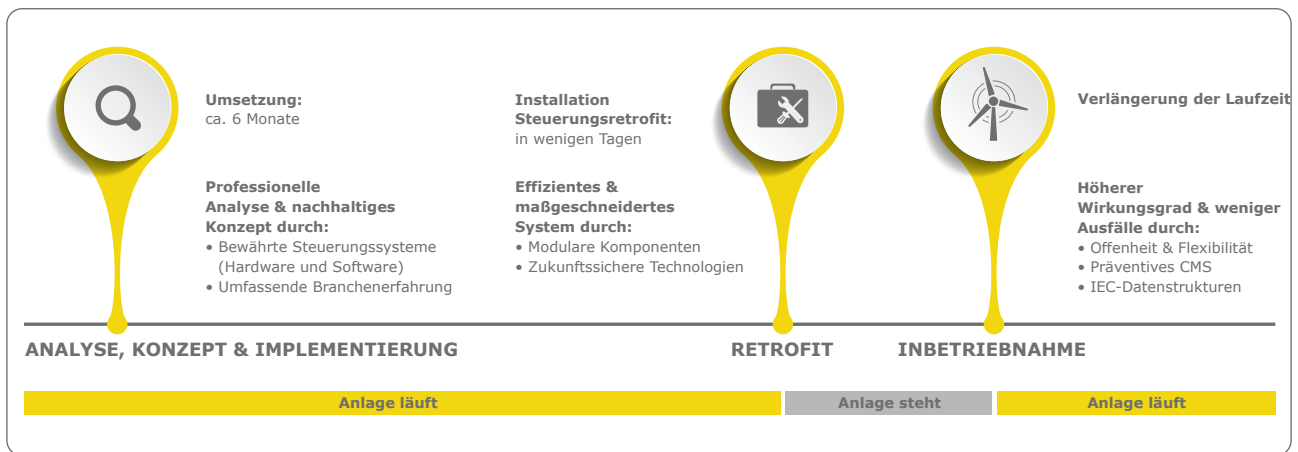 Umsetzung:
ca. 6 Monate
Professionelle
Analyse & nachhaltiges
Konzept durch:
• Bewährte Steuerungssysteme
(Hardware und Software)
• Umfassende Branchenerfahrung
Installation
Steuerungsretrofit:
in wenigen Tagen
Effizientes &
maßgeschneidertes
System durch:
• Modulare Komponenten
• Zukunftssichere Technologien
Verlängerung der Laufzeit
Höherer
Wirkungsgrad & weniger
Ausfälle durch:
• Offenheit & Flexibilität
• Präventives CMS
• IEC-Datenstrukturen
ANALYSE, KONZEPT & IMPLEMENTIERUNG
RETROFIT
INBETRIEBNAHME
Anlage läuft
Anlage steht
Anlage läuft